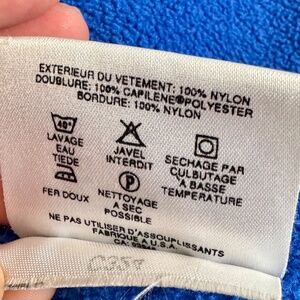 EXTERIEUR DU VETEMENT: 100% NYLON
DOUBLURE: 100% CAPILENE® POLYESTER
BORDURE: 100% NYLON
40°
LAVAGE
EAU
TIEDE
JAVEL
INTERDIT
SECHAGE PAR
CULBUTAGE
A BASSE
TEMPERATURE
FER DOUX
P
NETTOYAGE
A SEC
POSSIBLE
NE PAS UTILISER D'ASSOUPLISSANTS
FABRIQUE A U.S.A.